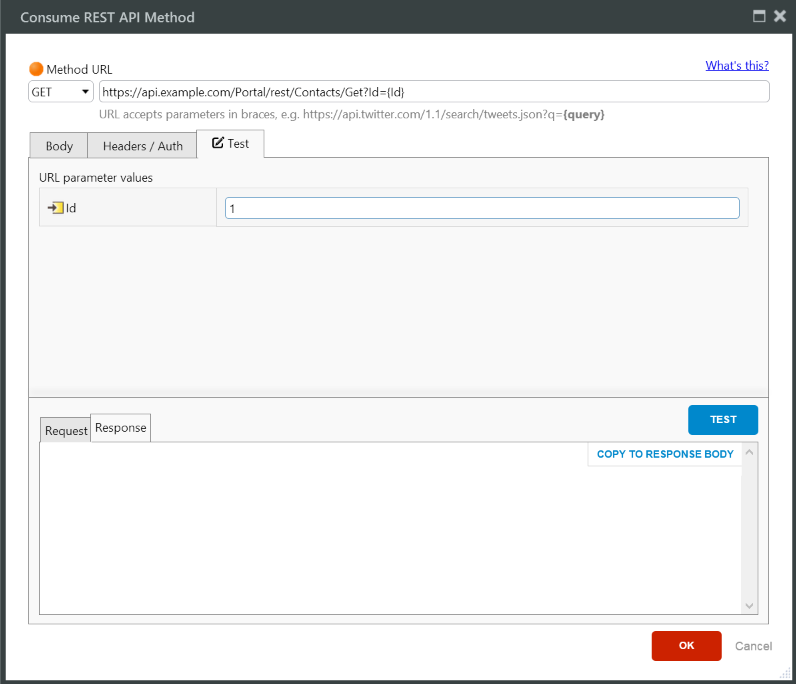 Consume REST API Method
Method URL
What's this?
GET
https://api.example.com/Portal/rest/Contacts/Get?Id={Id}
URL accepts parameters in braces, e.g. https://api.twitter.com/1.1/search/tweets.json?q={query}
Body
Headers / Auth
Test
URL parameter values
Id
1
Request
Response
TEST
COPY TO RESPONSE BODY
OK
Cancel